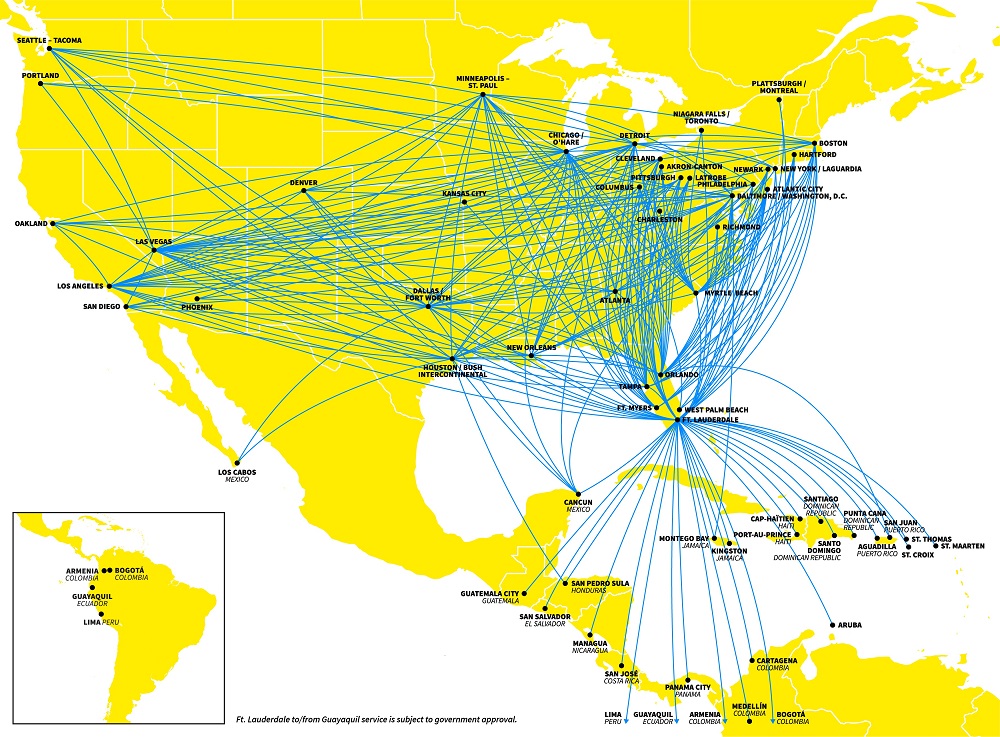 SEATTLE – TACOMA
PORTLAND
MINNEAPOLIS –
ST. PAUL
PLATTSBURGH /
MONTREAL
NIAGARA FALLS /
TORONTO
CHICAGO /
O'HARE
DETROIT
BOSTON
HARTFORD
CLEVELAND
AKRON-CANTON
NEWARK
NEW YORK / LAGUARDIA
PITTSBURGH
LATROBE
PHILADELPHIA
COLUMBUS
ATLANTIC CITY
BALTIMORE / WASHINGTON, D.C.
DENVER
KANSAS CITY
CHARLESTON
RICHMOND
OAKLAND
LAS VEGAS
LOS ANGELES
SAN DIEGO
PHOENIX
DALLAS /
FORT WORTH
ATLANTA
MYRTLE BEACH
NEW ORLEANS
HOUSTON / BUSH
INTERCONTINENTAL
ORLANDO
TAMPA
FT. MYERS
WEST PALM BEACH
FT. LAUDERDALE
LOS CABOS
MEXICO
CANCUN
MEXICO
SANTIAGO
DOMINICAN
REPUBLIC
CAP-HAÏTIEN
HAITI
PUNTA CANA
DOMINICAN
REPUBLIC
SAN JUAN
PUERTO RICO
MONTEGO BAY
JAMAICA
PORT-AU-PRINCE
HAITI
KINGSTON
JAMAICA
SANTO
DOMINGO
DOMINICAN REPUBLIC
AGUADILLA
PUERTO RICO
ST. THOMAS
ST. CROIX
ST. MAARTEN
ARMENIA
COLOMBIA
BOGOTÁ
COLOMBIA
GUAYAQUIL
ECUADOR
LIMA PERU
GUATEMALA CITY
GUATEMALA
SAN PEDRO SULA
HONDURAS
SAN SALVADOR
EL SALVADOR
MANAGUA
NICARAGUA
ARUBA
SAN JOSÉ
COSTA RICA
CARTAGENA
COLOMBIA
PANAMA CITY
PANAMA
MEDELLÍN
COLOMBIA
LIMA
PERU
GUAYAQUIL
ECUADOR
ARMENIA
COLOMBIA
BOGOTÁ
COLOMBIA
Ft. Lauderdale to/from Guayaquil service is subject to government approval.